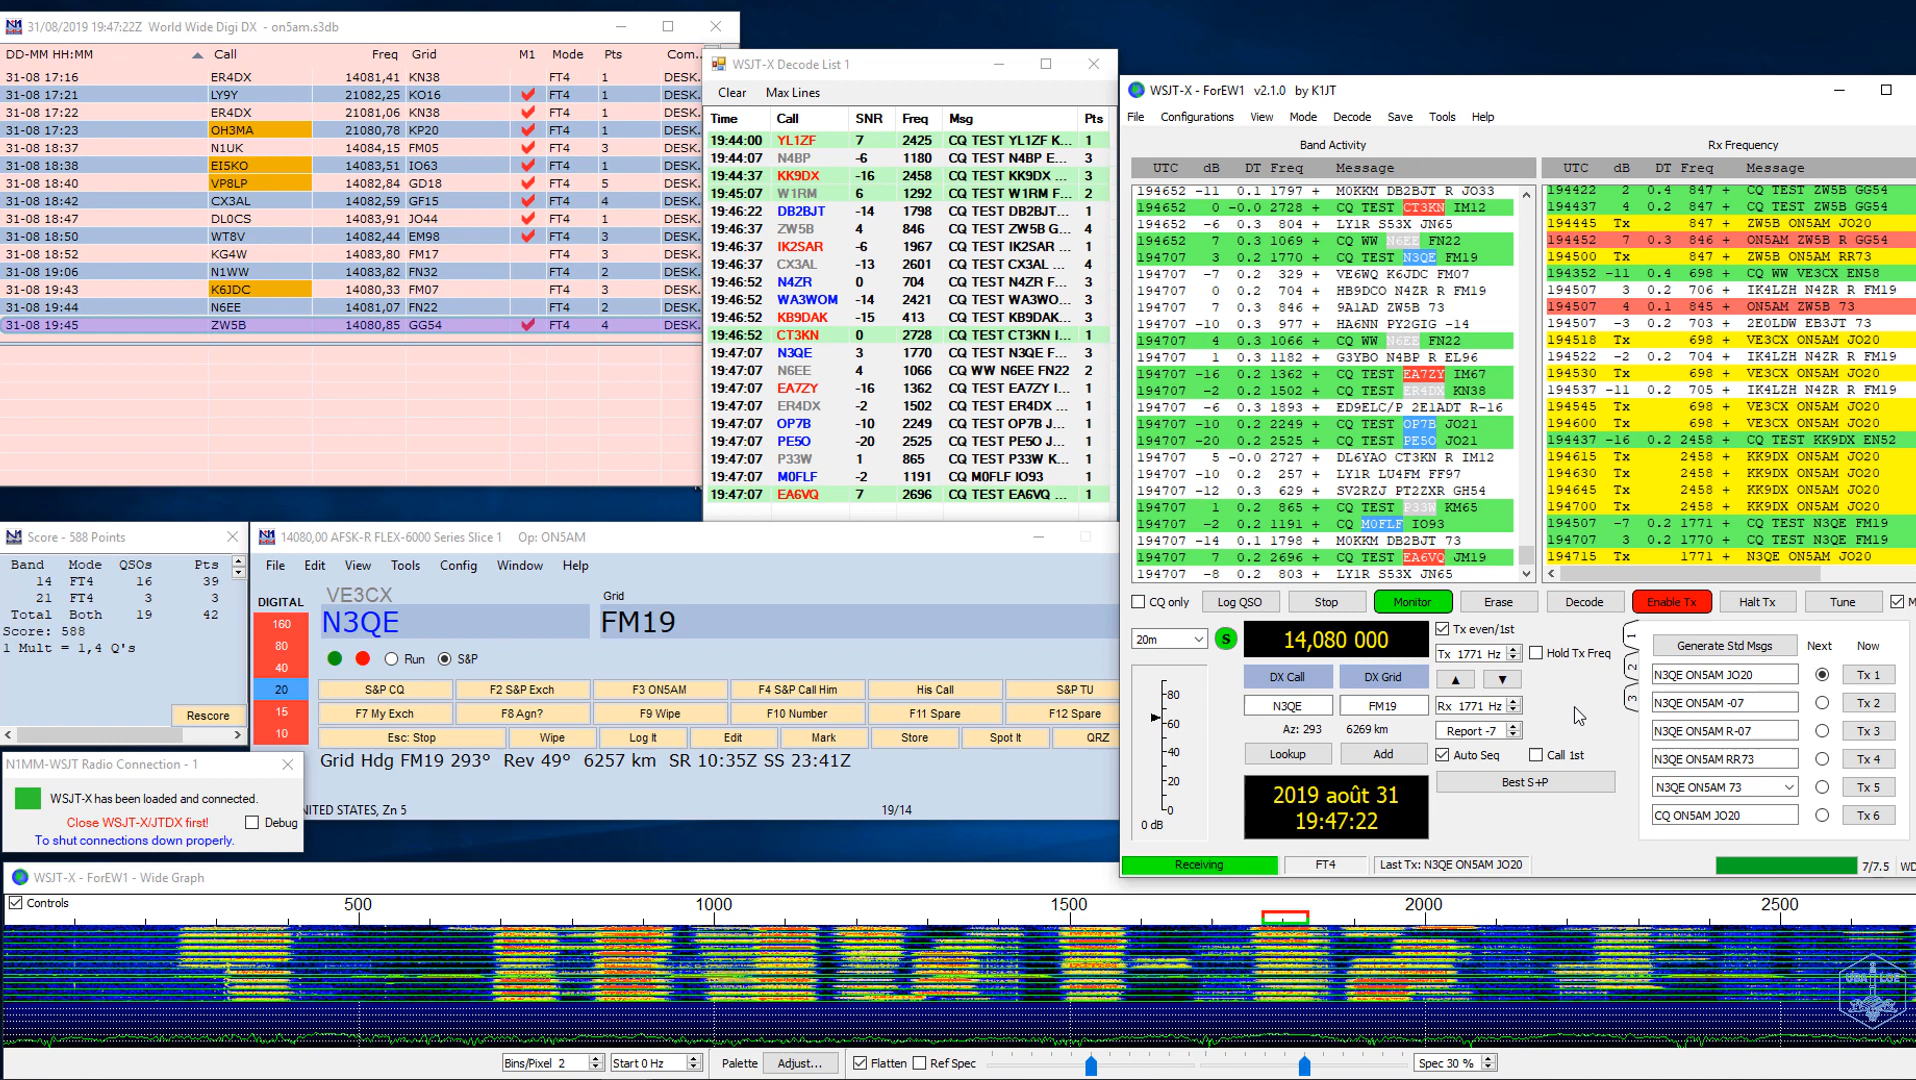 31/08/2019 19:47:22Z World Wide Digi DX - on5am.s3db
DD-MM HH:MM Call Freq Grid M1 Mode Pts Com...
31-08 17:16 ER4DX 14081,41 KN38 FT4 1 DESK.
31-08 17:21 LY9Y 21082,25 KO16 FT4 1 DESK.
31-08 17:22 ER4DX 21081,06 KN38 FT4 1 DESK.
31-08 17:23 OH3MA 21080,78 KP20 FT4 1 DESK.
31-08 18:37 N1UK 14084,15 FM05 FT4 3 DESK.
31-08 18:38 EI5KO 14083,51 IO63 FT4 1 DESK.
31-08 18:40 VP8LP 14082,84 GD18 FT4 5 DESK.
31-08 18:42 CX3AL 14082,59 GF15 FT4 4 DESK.
31-08 18:47 DL0CS 14083,91 JO44 FT4 1 DESK.
31-08 18:50 WT8V 14082,44 EM98 FT4 3 DESK.
31-08 18:52 KG4W 14083,80 FM17 FT4 3 DESK.
31-08 19:06 N1WW 14083,82 FN32 FT4 2 DESK.
31-08 19:43 K6JDC 14080,33 FM07 FT4 3 DESK.
31-08 19:44 N6EE 14081,07 FN22 FT4 2 DESK.
31-08 19:45 ZW5B 14080,85 GG54 FT4 4 DESK.
WSJT-X Decode List 1
Clear Max Lines
Time Call SNR Freq Msg Pts
19:44:00 YL1ZF 7 2425 CQ TEST YL1ZF K... 1
19:44:07 N4BP -6 1180 CQ TEST N4BP E... 3
19:44:37 KK9DX -16 2458 CQ TEST KK9DX ... 3
19:45:07 W1RM 6 1292 CQ TEST W1RM F... 2
19:46:22 DB2BJT -14 1798 CQ TEST DB2BJT... 1
19:46:37 ZW5B 4 846 CQ TEST ZW5B G... 4
19:46:37 IK2SAR -6 1967 CQ TEST IK2SAR ... 1
19:46:37 CX3AL -13 2601 CQ TEST CX3AL ... 4
19:46:52 N4ZR 0 704 CQ TEST N4ZR F... 3
19:46:52 WA3WOM -14 2421 CQ TEST WA3WO... 3
19:46:52 KB9DAK -15 413 CQ TEST KB9DAK... 3
19:46:52 CT3KN 0 2728 CQ TEST CT3KN I... 1
19:47:07 N3QE 3 1770 CQ TEST N3QE F... 3
19:47:07 N6EE 4 1066 CQ WW N6EE FN22 2
19:47:07 EA7ZY -16 1362 CQ TEST EA7ZY I... 1
19:47:07 ER4DX -2 1502 CQ TEST ER4DX ... 1
19:47:07 OP7B -10 2249 CQ TEST OP7B J... 1
19:47:07 PE5O -20 2525 CQ TEST PE5O J... 1
19:47:07 P33W 1 865 CQ TEST P33W K... 1
19:47:07 M0FLF -2 1191 CQ M0FLF IO93 1
19:47:07 EA6VQ 7 2696 CQ TEST EA6VQ ... 1
WSJT-X - ForEW1 v2.1.0 by K1JT
File Configurations View Mode Decode Save Tools Help
Band Activity
UTC dB DT Freq Message
194652 -11 0.1 1797 + M0KKM DB2BJT R JO33
194652 0 -0.0 2728 + CQ TEST CT3KN IM12
194652 -6 0.3 804 + LY1R S53X JN65
194652 7 0.3 1069 + CQ WW N6EE FN22
194707 3 0.2 1770 + CQ TEST N3QE FM19
194707 -7 0.2 329 + VE6WQ K6JDC FM07
194707 0 0.2 704 + HB9DCO N4ZR R FM19
194707 7 0.3 846 + 9A1AD ZW5B 73
194707 -10 0.3 977 + HA6NN PY2GIG -14
194707 4 0.1 1066 + CQ WW N6EE FN22
194707 1 0.3 1182 + G3YBO N4BP R EL96
194707 -16 0.2 1362 + CQ TEST EA7ZY IM67
194707 -2 0.2 1502 + CQ TEST ER4DX KN38
194707 -6 0.3 1893 + ED9ELC/P 2E1ADT R-16
194707 -10 0.2 2249 + CQ TEST OP7B JO21
194707 -20 0.2 2525 + CQ TEST PE5O JO21
194707 5 -0.0 2727 + DL6YAO CT3KN R IM12
194707 -10 0.2 257 + LY1R LU4FM FF97
194707 -12 0.3 629 + SV2RZJ PT2ZXR GH54
194707 1 0.2 865 + CQ TEST P33W KM65
194707 -2 0.2 1191 + CQ M0FLF IO93
194707 -14 0.1 1798 + M0KKM DB2BJT 73
194707 7 0.2 2696 + CQ TEST EA6VQ JM19
194707 -8 0.2 803 + LY1R S53X JN65
Rx Frequency
UTC dB DT Freq Message
194422 2 0.4 847 + CQ TEST ZW5B GG54
194437 4 0.2 847 + CQ TEST ZW5B GG54
194445 Tx 847 + ZW5B ON5AM JO20
194452 7 0.3 846 + ON5AM ZW5B R GG54
194500 Tx 847 + ZW5B ON5AM RR73
194352 -11 0.4 698 + CQ WW VE3CX EN58
194507 3 0.2 706 + IK4LZH N4ZR R FM19
194507 4 0.1 845 + ON5AM ZW5B 73
194507 -3 0.2 703 + 2E0LDW EB3JT 73
194518 Tx 698 + VE3CX ON5AM JO20
194522 -2 0.2 704 + IK4LZH N4ZR R FM19
194530 Tx 698 + VE3CX ON5AM JO20
194537 -11 0.2 705 + IK4LZH N4ZR R FM19
194545 Tx 698 + VE3CX ON5AM JO20
194600 Tx 698 + VE3CX ON5AM JO20
194437 -16 0.2 2458 + CQ TEST KK9DX EN52
194615 Tx 2458 + KK9DX ON5AM JO20
194630 Tx 2458 + KK9DX ON5AM JO20
194645 Tx 2458 + KK9DX ON5AM JO20
194700 Tx 2458 + KK9DX ON5AM JO20
194507 -7 0.2 1771 + CQ TEST N3QE FM19
194707 3 0.2 1770 + CQ TEST N3QE FM19
194715 Tx 1771 + N3QE ON5AM JO20
CQ only Log QSO Stop Monitor Erase Decode Enable Tx Halt Tx Tune M
20m S 14,080 000
Tx even/1st
Tx 1771 Hz Hold Tx Freq
DX Call DX Grid
N3QE FM19 Rx 1771 Hz
Az: 293 6269 km Report -7
Lookup Add Auto Seq Call 1st
Best S+P
2019 août 31
19:47:22
80
60
40
20
0
0 dB
1
2
3
Generate Std Msgs Next Now
N3QE ON5AM JO20 Tx 1
N3QE ON5AM -07 Tx 2
N3QE ON5AM R-07 Tx 3
N3QE ON5AM RR73 Tx 4
N3QE ON5AM 73 Tx 5
CQ ON5AM JO20 Tx 6
Receiving FT4 Last Tx: N3QE ON5AM JO20 7/7.5 WD
Score - 588 Points
Band Mode QSOs Pts
14 FT4 16 39
21 FT4 3 3
Total Both 19 42
Score: 588
1 Mult = 1,4 Q's
Rescore
14080,00 AFSK-R FLEX-6000 Series Slice 1 Op: ON5AM
File Edit View Tools Config Window Help
DIGITAL
160
80
40
20
15
10
VE3CX
N3QE
Grid
FM19
Run S&P
S&P CQ F2 S&P Exch F3 ON5AM F4 S&P Call Him His Call S&P TU
F7 My Exch F8 Agn? F9 Wipe F10 Number F11 Spare F12 Spare
Esc: Stop Wipe Log It Edit Mark Store Spot It QRZ
Grid Hdg FM19 293° Rev 49° 6257 km SR 10:35Z SS 23:41Z
NITED STATES, Zn 5 19/14
N1MM-WSJT Radio Connection - 1
WSJT-X has been loaded and connected.
Close WSJT-X/JTDX first! Debug
To shut connections down properly.
WSJT-X - ForEW1 - Wide Graph
Controls 500 1000 1500 2000 2500
Bins/Pixel 2 Start 0 Hz Palette Adjust... Flatten Ref Spec Spec 30 %